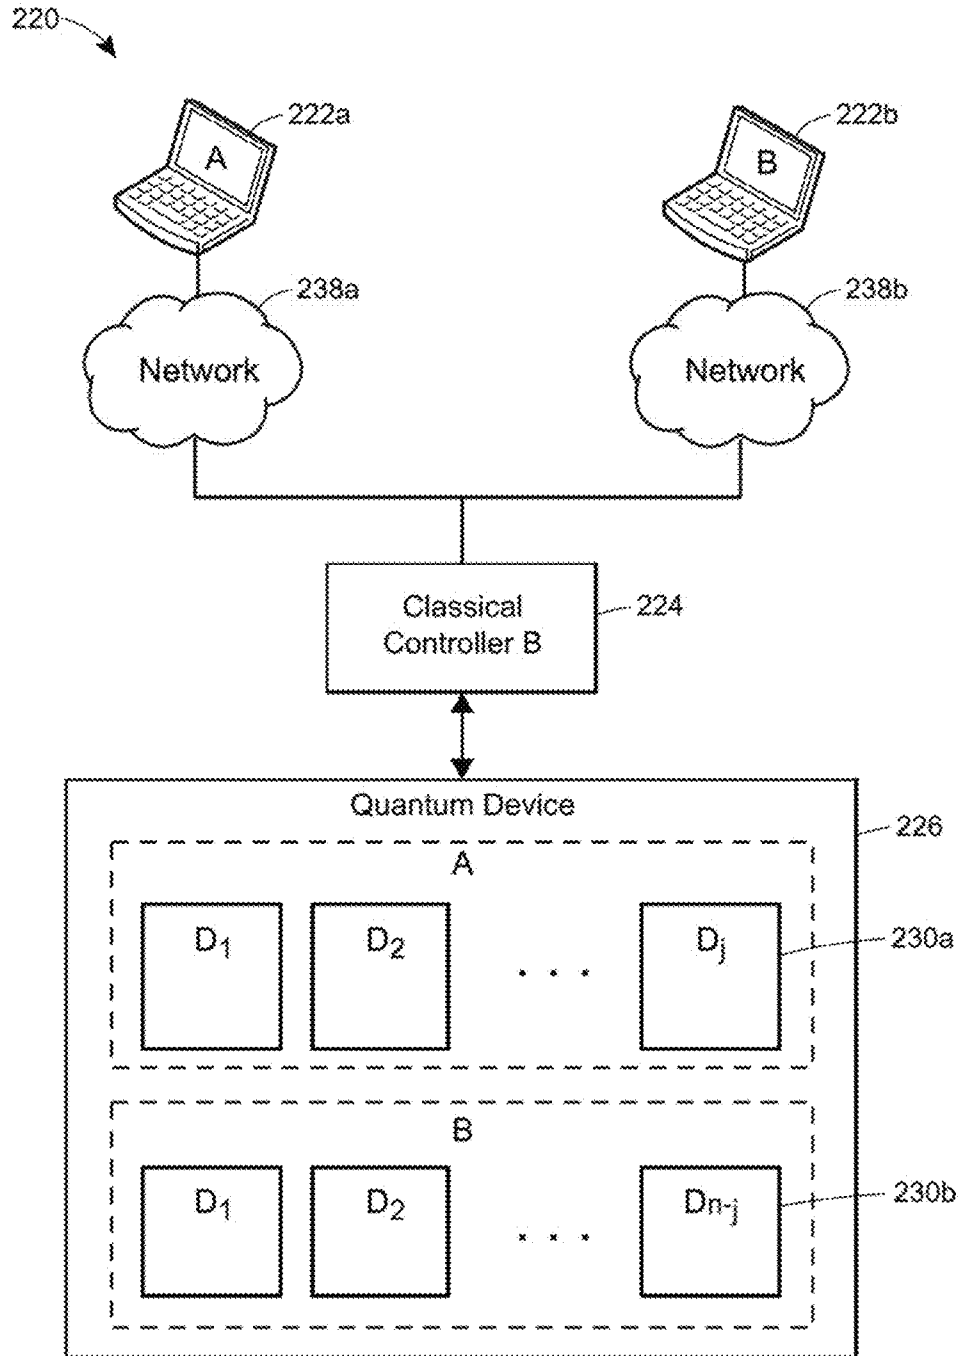 220
222a
222b
A
B
238a
238b
Network
Network
Classical
Controller B
224
Quantum Device
226
A
D1
D2
. . .
Dj
230a
B
D1
D2
. . .
Dn-j
230b